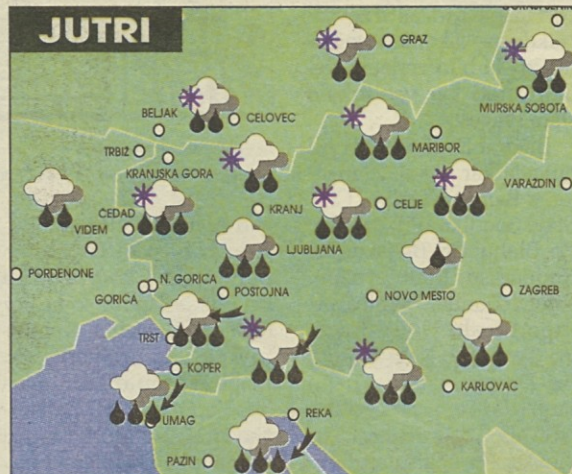 JUTRI
GRAZ
MURSKA SOBOTA
BELJAK
CELOVEC
MARIBOR
TRBIŽ
KRANJSKA GORA
VARAŽDIN
ČEDAD
KRANJ
CELJE
VIDEM
LJUBLJANA
PORDENONE
N. GORICA
GORICA
POSTOJNA
NOVO MESTO
ZAGREB
TRST
KOPER
KARLOVAC
UMAG
REKA
PAZIN